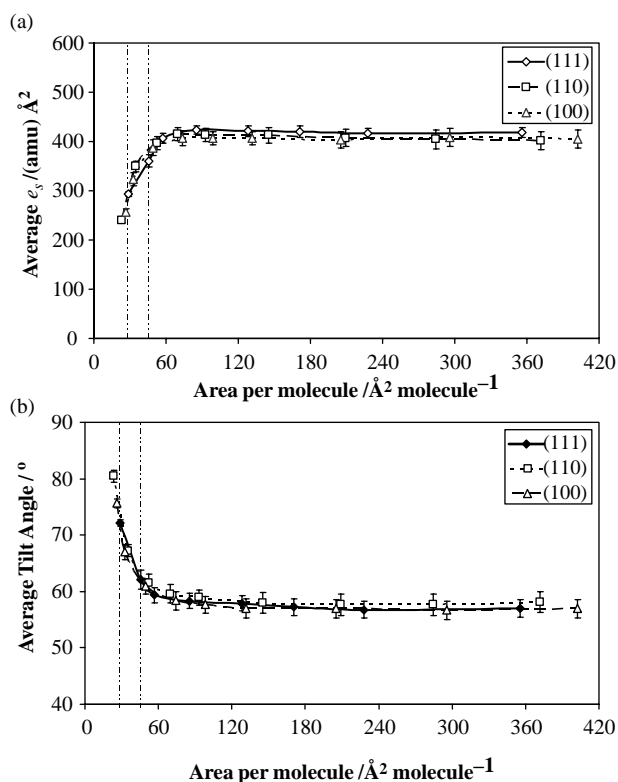 (a)
600
500
400
300
200
100
0
Average e_s /(amu) Å²
0 60 120 180 240 300 360 420
Area per molecule /Å² molecule⁻¹
(111)
(110)
(100)
(b)
90
80
70
60
50
40
Average Tilt Angle / º
0 60 120 180 240 300 360 420
Area per molecule /Å² molecule⁻¹
(111)
(110)
(100)